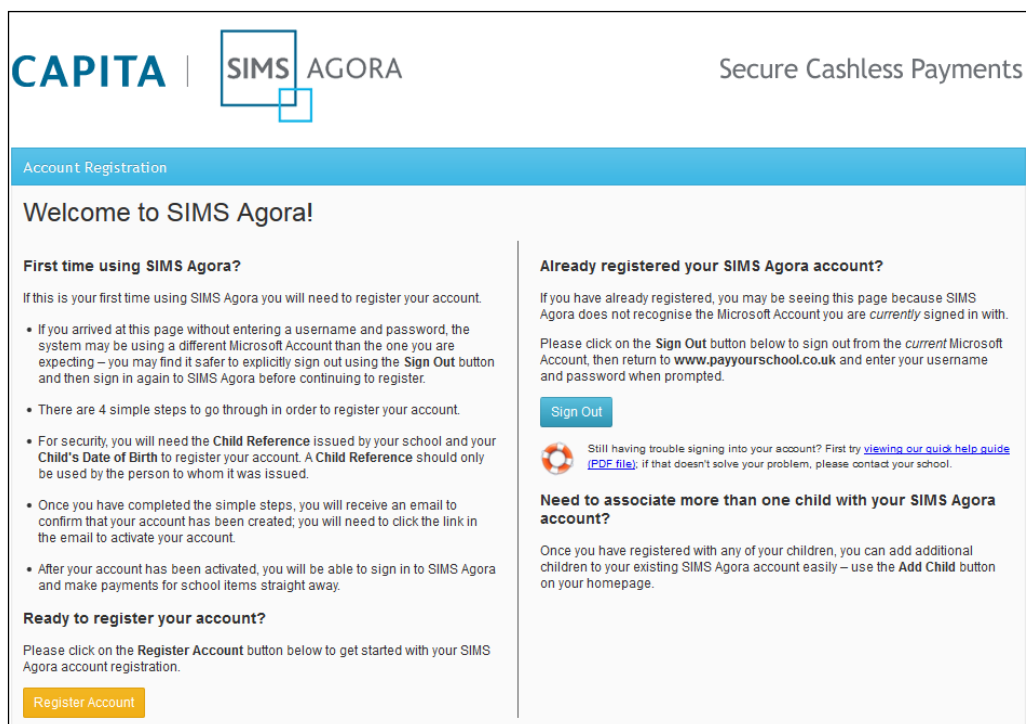 CAPITA | SIMS AGORA
Secure Cashless Payments
Account Registration
Welcome to SIMS Agora!
First time using SIMS Agora?
If this is your first time using SIMS Agora you will need to register your account.
• If you arrived at this page without entering a username and password, the
system may be using a different Microsoft Account than the one you are
expecting – you may find it safer to explicitly sign out using the Sign Out button
and then sign in again to SIMS Agora before continuing to register.
• There are 4 simple steps to go through in order to register your account.
• For security, you will need the Child Reference issued by your school and your
Child's Date of Birth to register your account. A Child Reference should only
be used by the person to whom it was issued.
• Once you have completed the simple steps, you will receive an email to
confirm that your account has been created; you will need to click the link in
the email to activate your account.
• After your account has been activated, you will be able to sign in to SIMS Agora
and make payments for school items straight away.
Ready to register your account?
Please click on the Register Account button below to get started with your SIMS
Agora account registration.
Register Account
Already registered your SIMS Agora account?
If you have already registered, you may be seeing this page because SIMS
Agora does not recognise the Microsoft Account you are currently signed in with.
Please click on the Sign Out button below to sign out from the current Microsoft
Account, then return to www.payyourschool.co.uk and enter your username
and password when prompted.
Sign Out
Still having trouble signing into your account? First try viewing our quick help guide
(PDF file); if that doesn't solve your problem, please contact your school.
Need to associate more than one child with your SIMS Agora
account?
Once you have registered with any of your children, you can add additional
children to your existing SIMS Agora account easily – use the Add Child button
on your homepage.